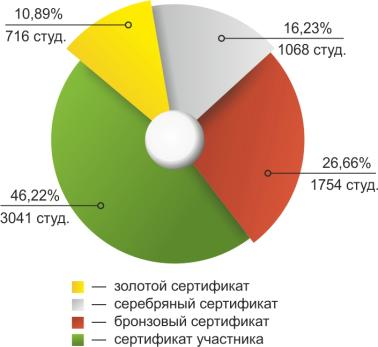 10,89%
716 студ.
16,23%
1068 студ.
26,66%
1754 студ.
46,22%
3041 студ.
— золотой сертификат
— серебряный сертификат
— бронзовый сертификат
— сертификат участника